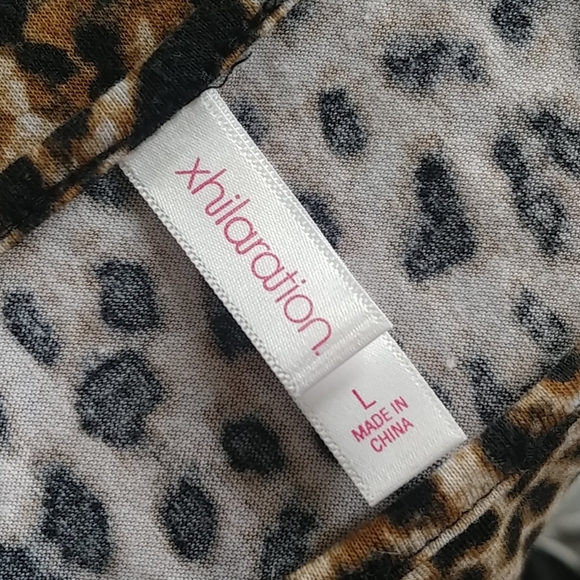 xhilaration.
L
MADE IN
CHINA